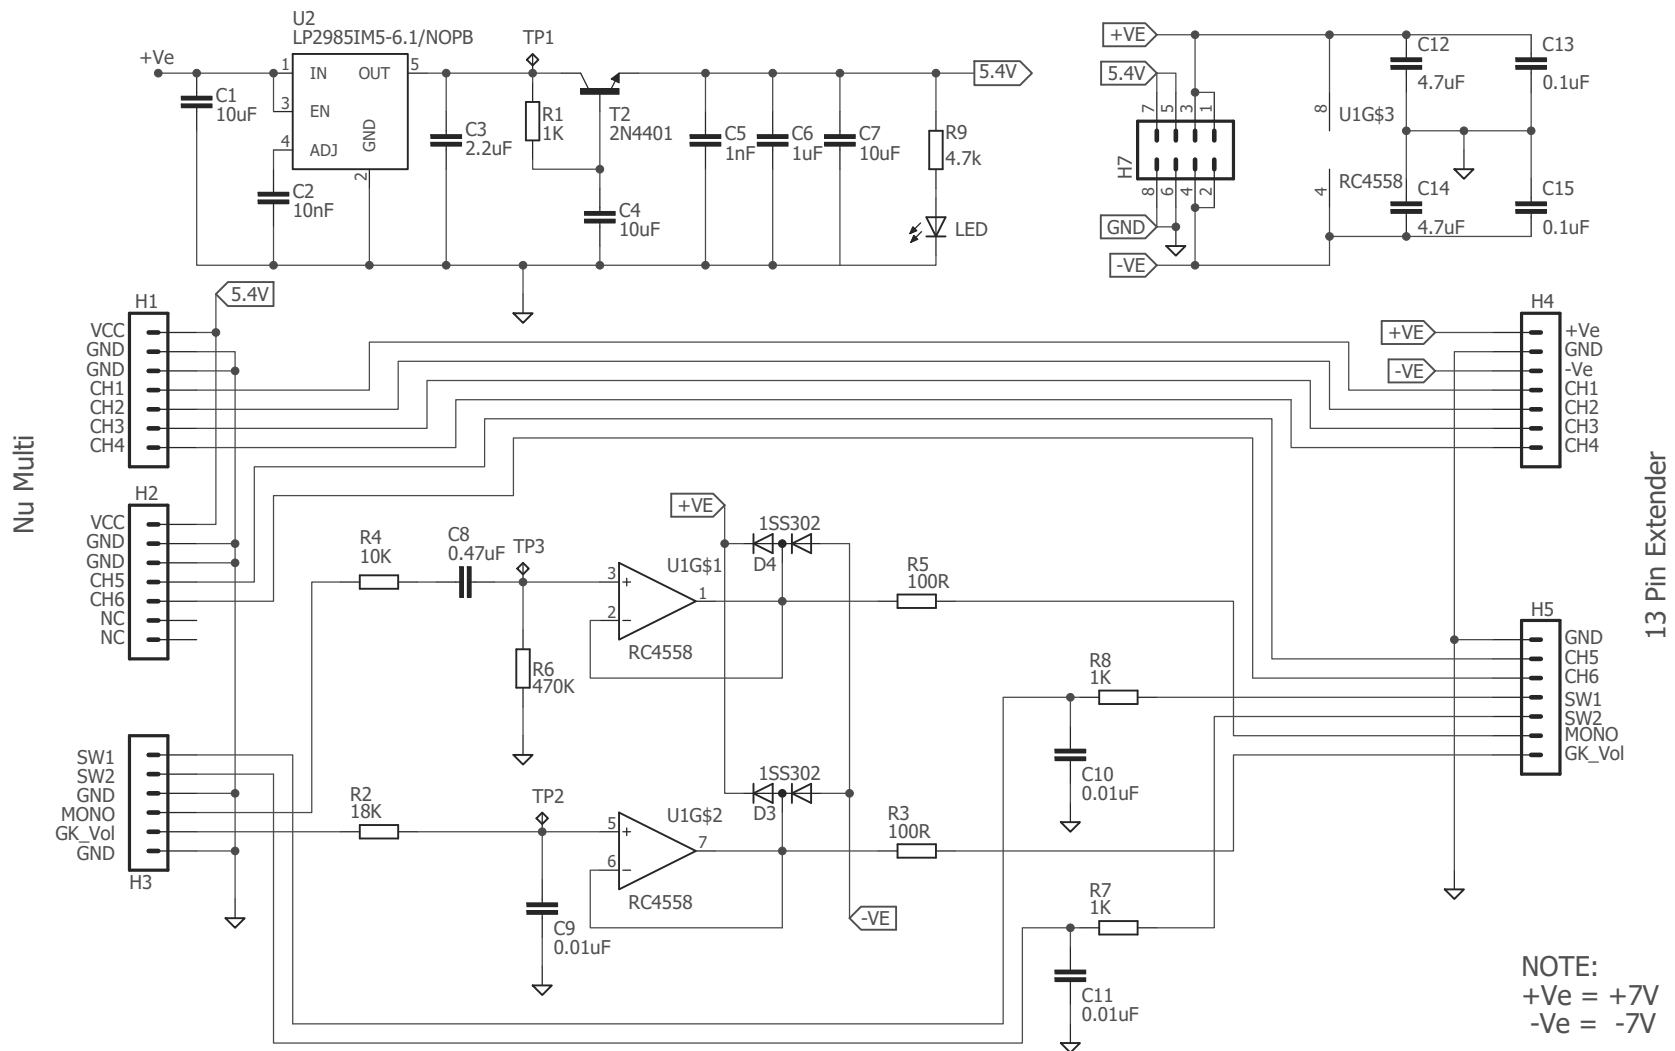 U2
LP2985IM5-6.1/NOPB
+Ve
1
IN
OUT
5
3
EN
4
ADJ
GND
2
C1
10uF
C2
10nF
C3
2.2uF
TP1
R1
1K
T2
2N4401
C4
10uF
C5
1nF
C6
1uF
C7
10uF
R9
4.7k
LED
5.4V
+VE
5.4V
7
5
3
1
H7
8
6
4
2
GND
-VE
8
U1G$3
4
RC4558
C12
4.7uF
C13
0.1uF
C14
4.7uF
C15
0.1uF
5.4V
Nu Multi
H1
VCC
GND
GND
CH1
CH2
CH3
CH4
H2
VCC
GND
GND
CH5
CH6
NC
NC
SW1
SW2
GND
MONO
GK_Vol
GND
H3
R4
10K
C8
0.47uF
TP3
R6
470K
3
+
2
−
1
U1G$1
RC4558
+VE
1SS302
D4
R5
100R
R2
18K
TP2
C9
0.01uF
5
+
6
−
7
U1G$2
RC4558
1SS302
D3
-VE
R3
100R
R8
1K
C10
0.01uF
R7
1K
C11
0.01uF
H4
+VE
-VE
+Ve
GND
-Ve
CH1
CH2
CH3
CH4
H5
GND
CH5
CH6
SW1
SW2
MONO
GK_Vol
13 Pin Extender
NOTE:
+Ve = +7V
-Ve = -7V